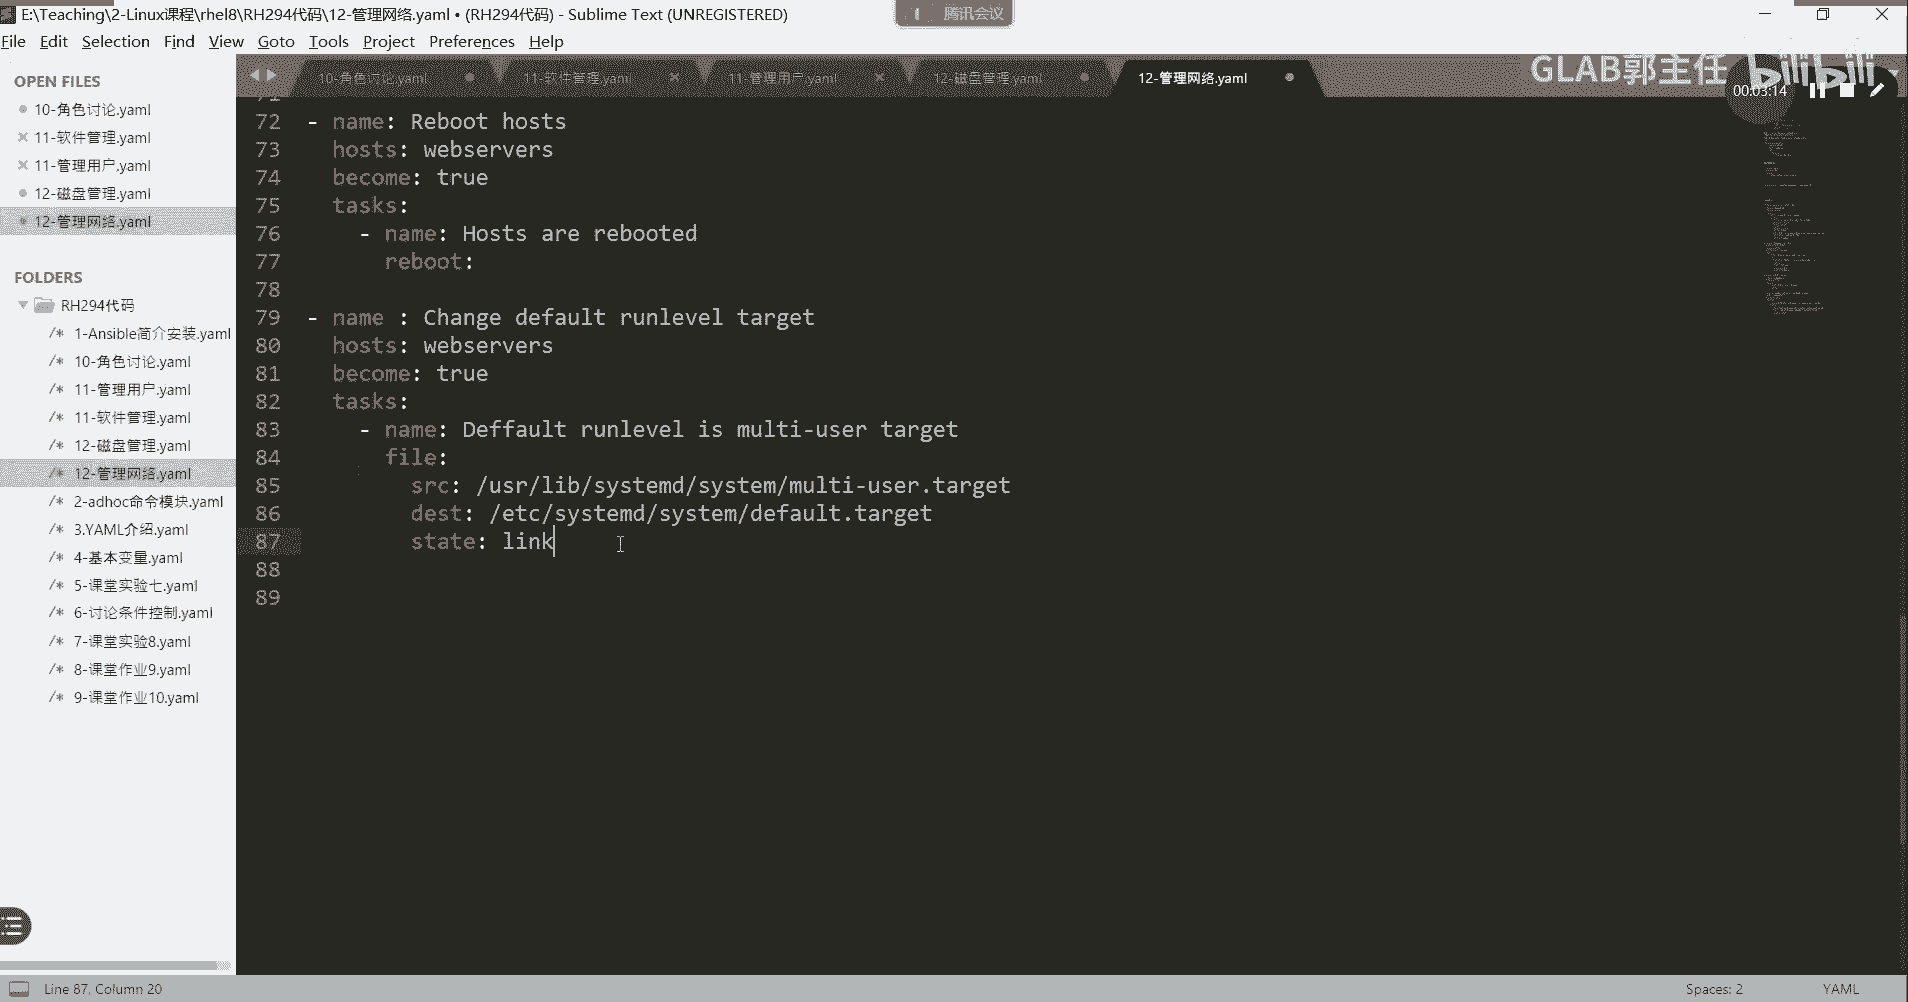 E:\Teaching\2-Linux课程\rhel8\RH294代码\12-管理网络.yaml • (RH294代码) - Sublime Text (UNREGISTERED)
腾讯会议
File Edit Selection Find View Goto Tools Project Preferences Help
GLAB郭主任 bilibili
00:03:14
OPEN FILES
10-角色讨论.yaml
11-软件管理.yaml
11-管理用户.yaml
12-磁盘管理.yaml
12-管理网络.yaml
FOLDERS
RH294代码
/* 1-Ansible简介安装.yaml
/* 10-角色讨论.yaml
/* 11-管理用户.yaml
/* 11-软件管理.yaml
/* 12-磁盘管理.yaml
/* 12-管理网络.yaml
/* 2-adhoc命令模块.yaml
/* 3.YAML介绍.yaml
/* 4-基本变量.yaml
/* 5-课堂实验七.yaml
/* 6-讨论条件控制.yaml
/* 7-课堂实验8.yaml
/* 8-课堂作业9.yaml
/* 9-课堂作业10.yaml
10-角色讨论.yaml 11-软件管理.yaml 11-管理用户.yaml 12-磁盘管理.yaml 12-管理网络.yaml
71
72 - name: Reboot hosts
73 hosts: webservers
74 become: true
75 tasks:
76 - name: Hosts are rebooted
77 reboot:
78
79 - name : Change default runlevel target
80 hosts: webservers
81 become: true
82 tasks:
83 - name: Deffault runlevel is multi-user target
84 file:
85 src: /usr/lib/systemd/system/multi-user.target
86 dest: /etc/systemd/system/default.target
87 state: link
88
89
Line 87, Column 20
Spaces: 2
YAML